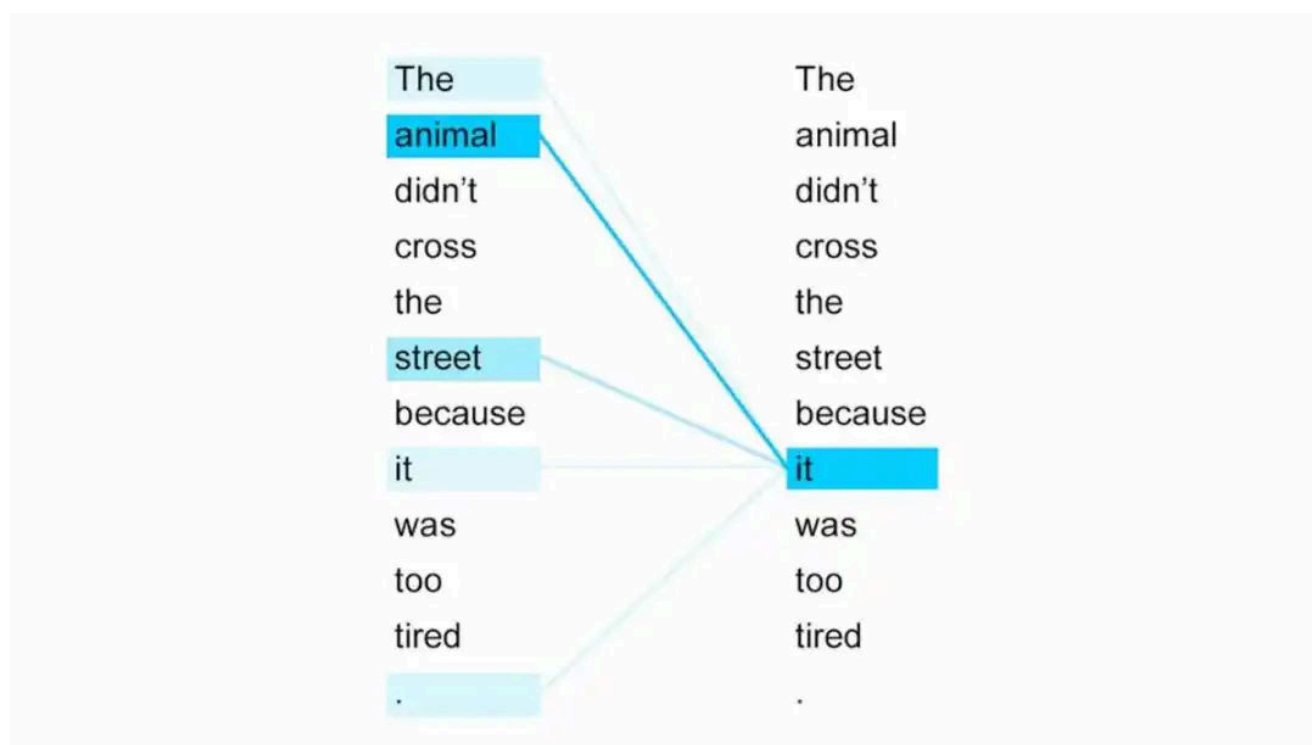 The
animal
didn’t
cross
the
street
because
it
was
too
tired
.
The
animal
didn’t
cross
the
street
because
it
was
too
tired
.